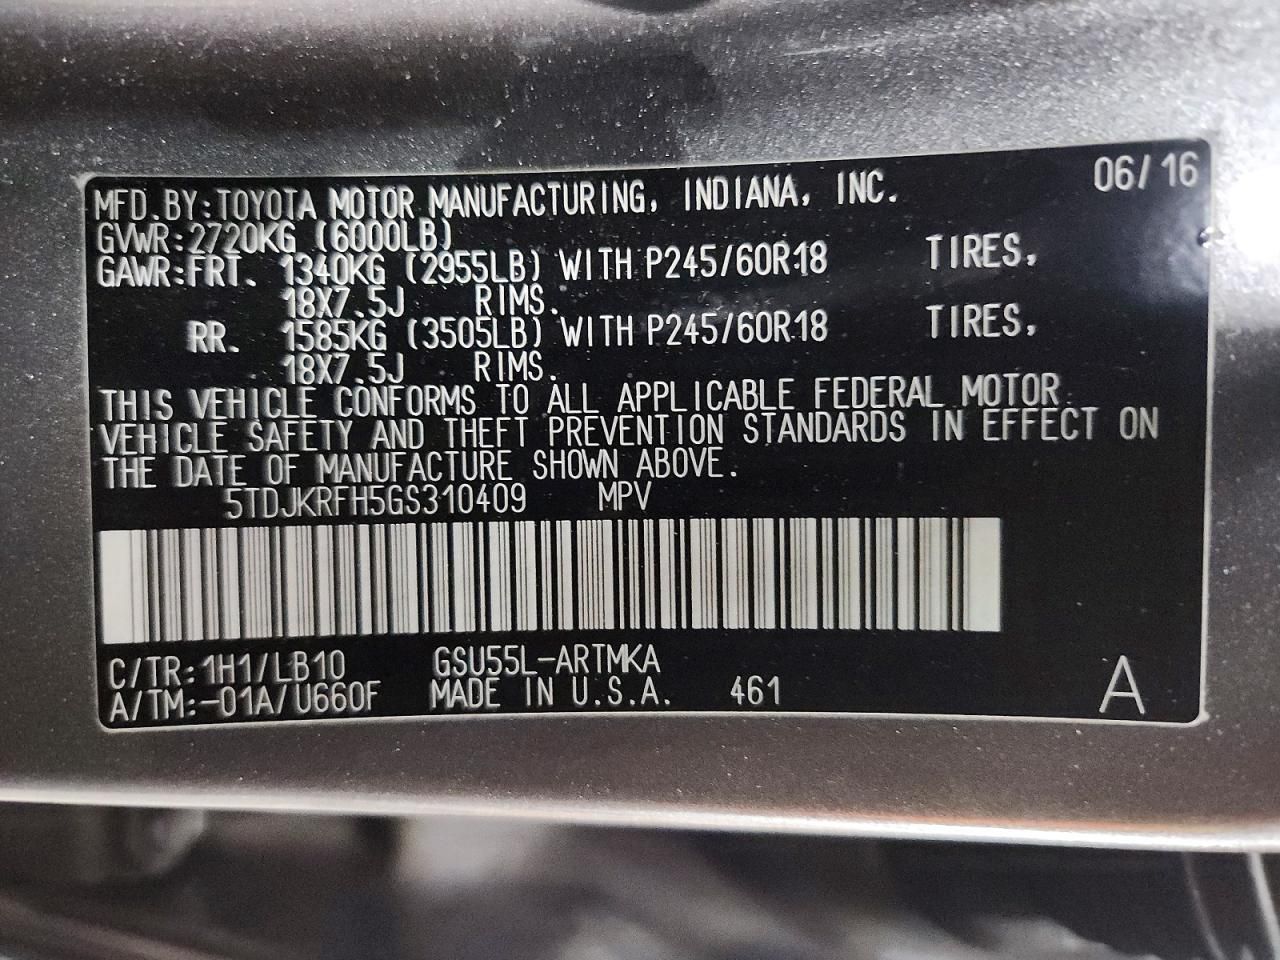 06/16
MFD.BY:TOYOTA MOTOR MANUFACTURING, INDIANA, INC.
GVWR:2720KG (6000LB)
GAWR:FRT. 1340KG (2955LB) WITH P245/60R18 TIRES,
18X7.5J RIMS.
RR. 1585KG (3505LB) WITH P245/60R18 TIRES,
18X7.5J RIMS.
THIS VEHICLE CONFORMS TO ALL APPLICABLE FEDERAL MOTOR
VEHICLE SAFETY AND THEFT PREVENTION STANDARDS IN EFFECT ON
THE DATE OF MANUFACTURE SHOWN ABOVE.
5TDJKRFH5GS310409 MPV
C/TR:1H1/LB10 GSU55L-ARTMKA
A/TM:-01A/U660F MADE IN U.S.A. 461 A